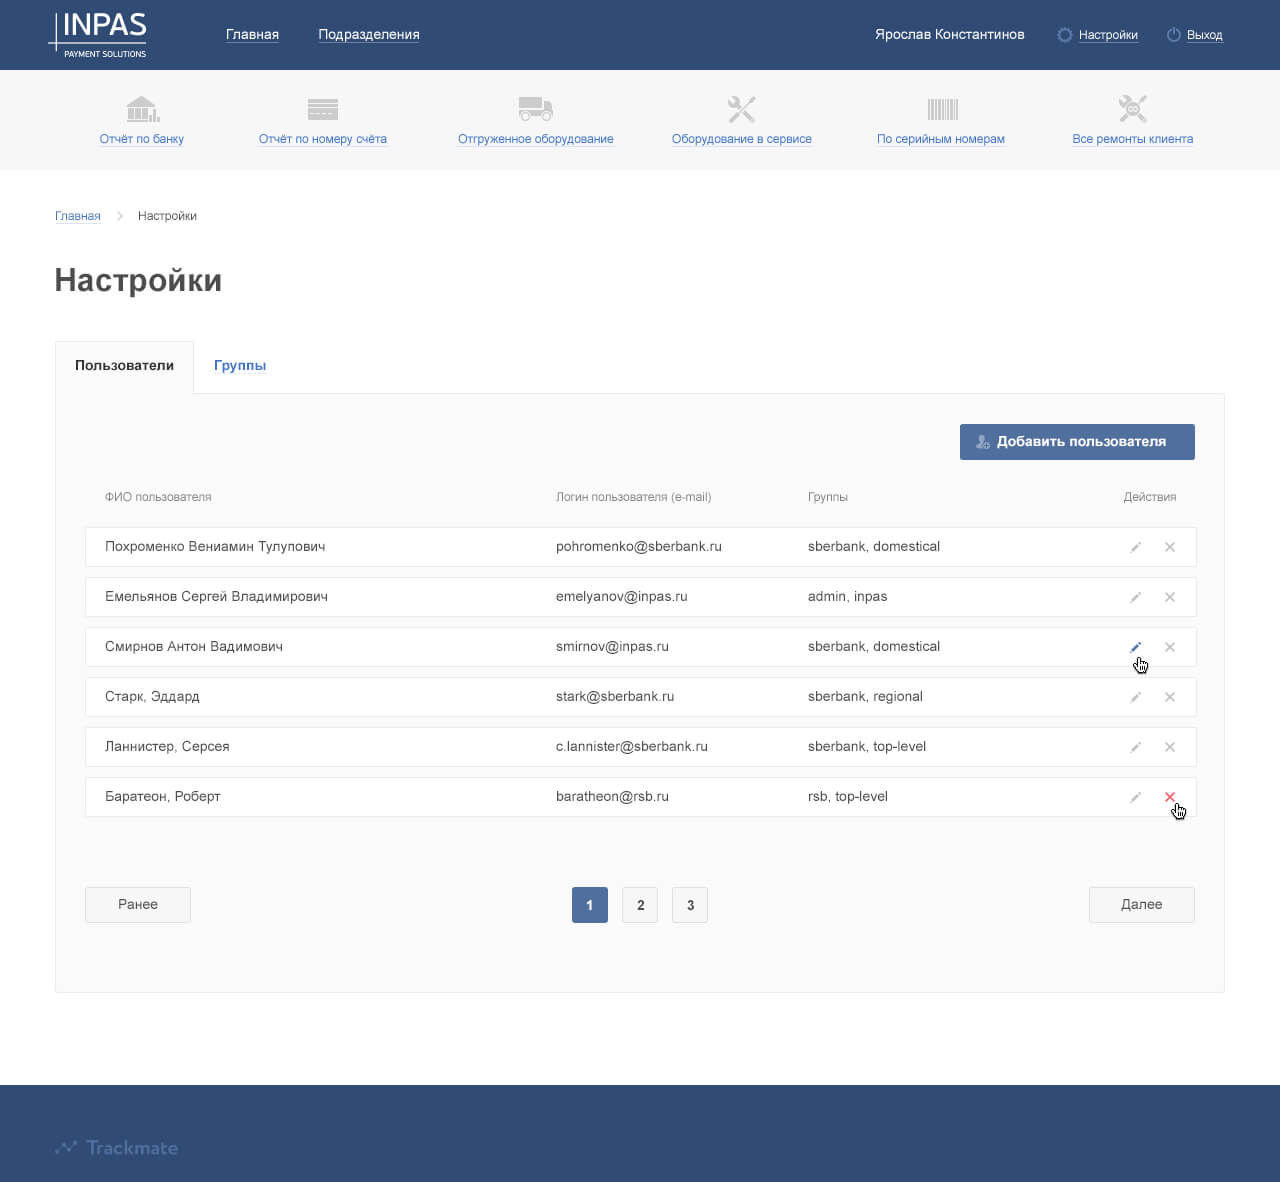 INPAS
PAYMENT SOLUTIONS
Главная Подразделения Ярослав Константинов Настройки Выход
Отчёт по банку Отчёт по номеру счёта Отгруженное оборудование Оборудование в сервисе По серийным номерам Все ремонты клиента
Главная Настройки
Настройки
Пользователи Группы
Добавить пользователя
ФИО пользователя Логин пользователя (e-mail) Группы Действия
Похроменко Вениамин Тулупович pohromenko@sberbank.ru sberbank, domestical
Емельянов Сергей Владимирович emelyanov@inpas.ru admin, inpas
Смирнов Антон Вадимович smirnov@inpas.ru sberbank, domestical
Старк, Эддард stark@sberbank.ru sberbank, regional
Ланнистер, Серсея c.lannister@sberbank.ru sberbank, top-level
Баратеон, Роберт baratheon@rsb.ru rsb, top-level
Ранее 1 2 3 Далее
Trackmate